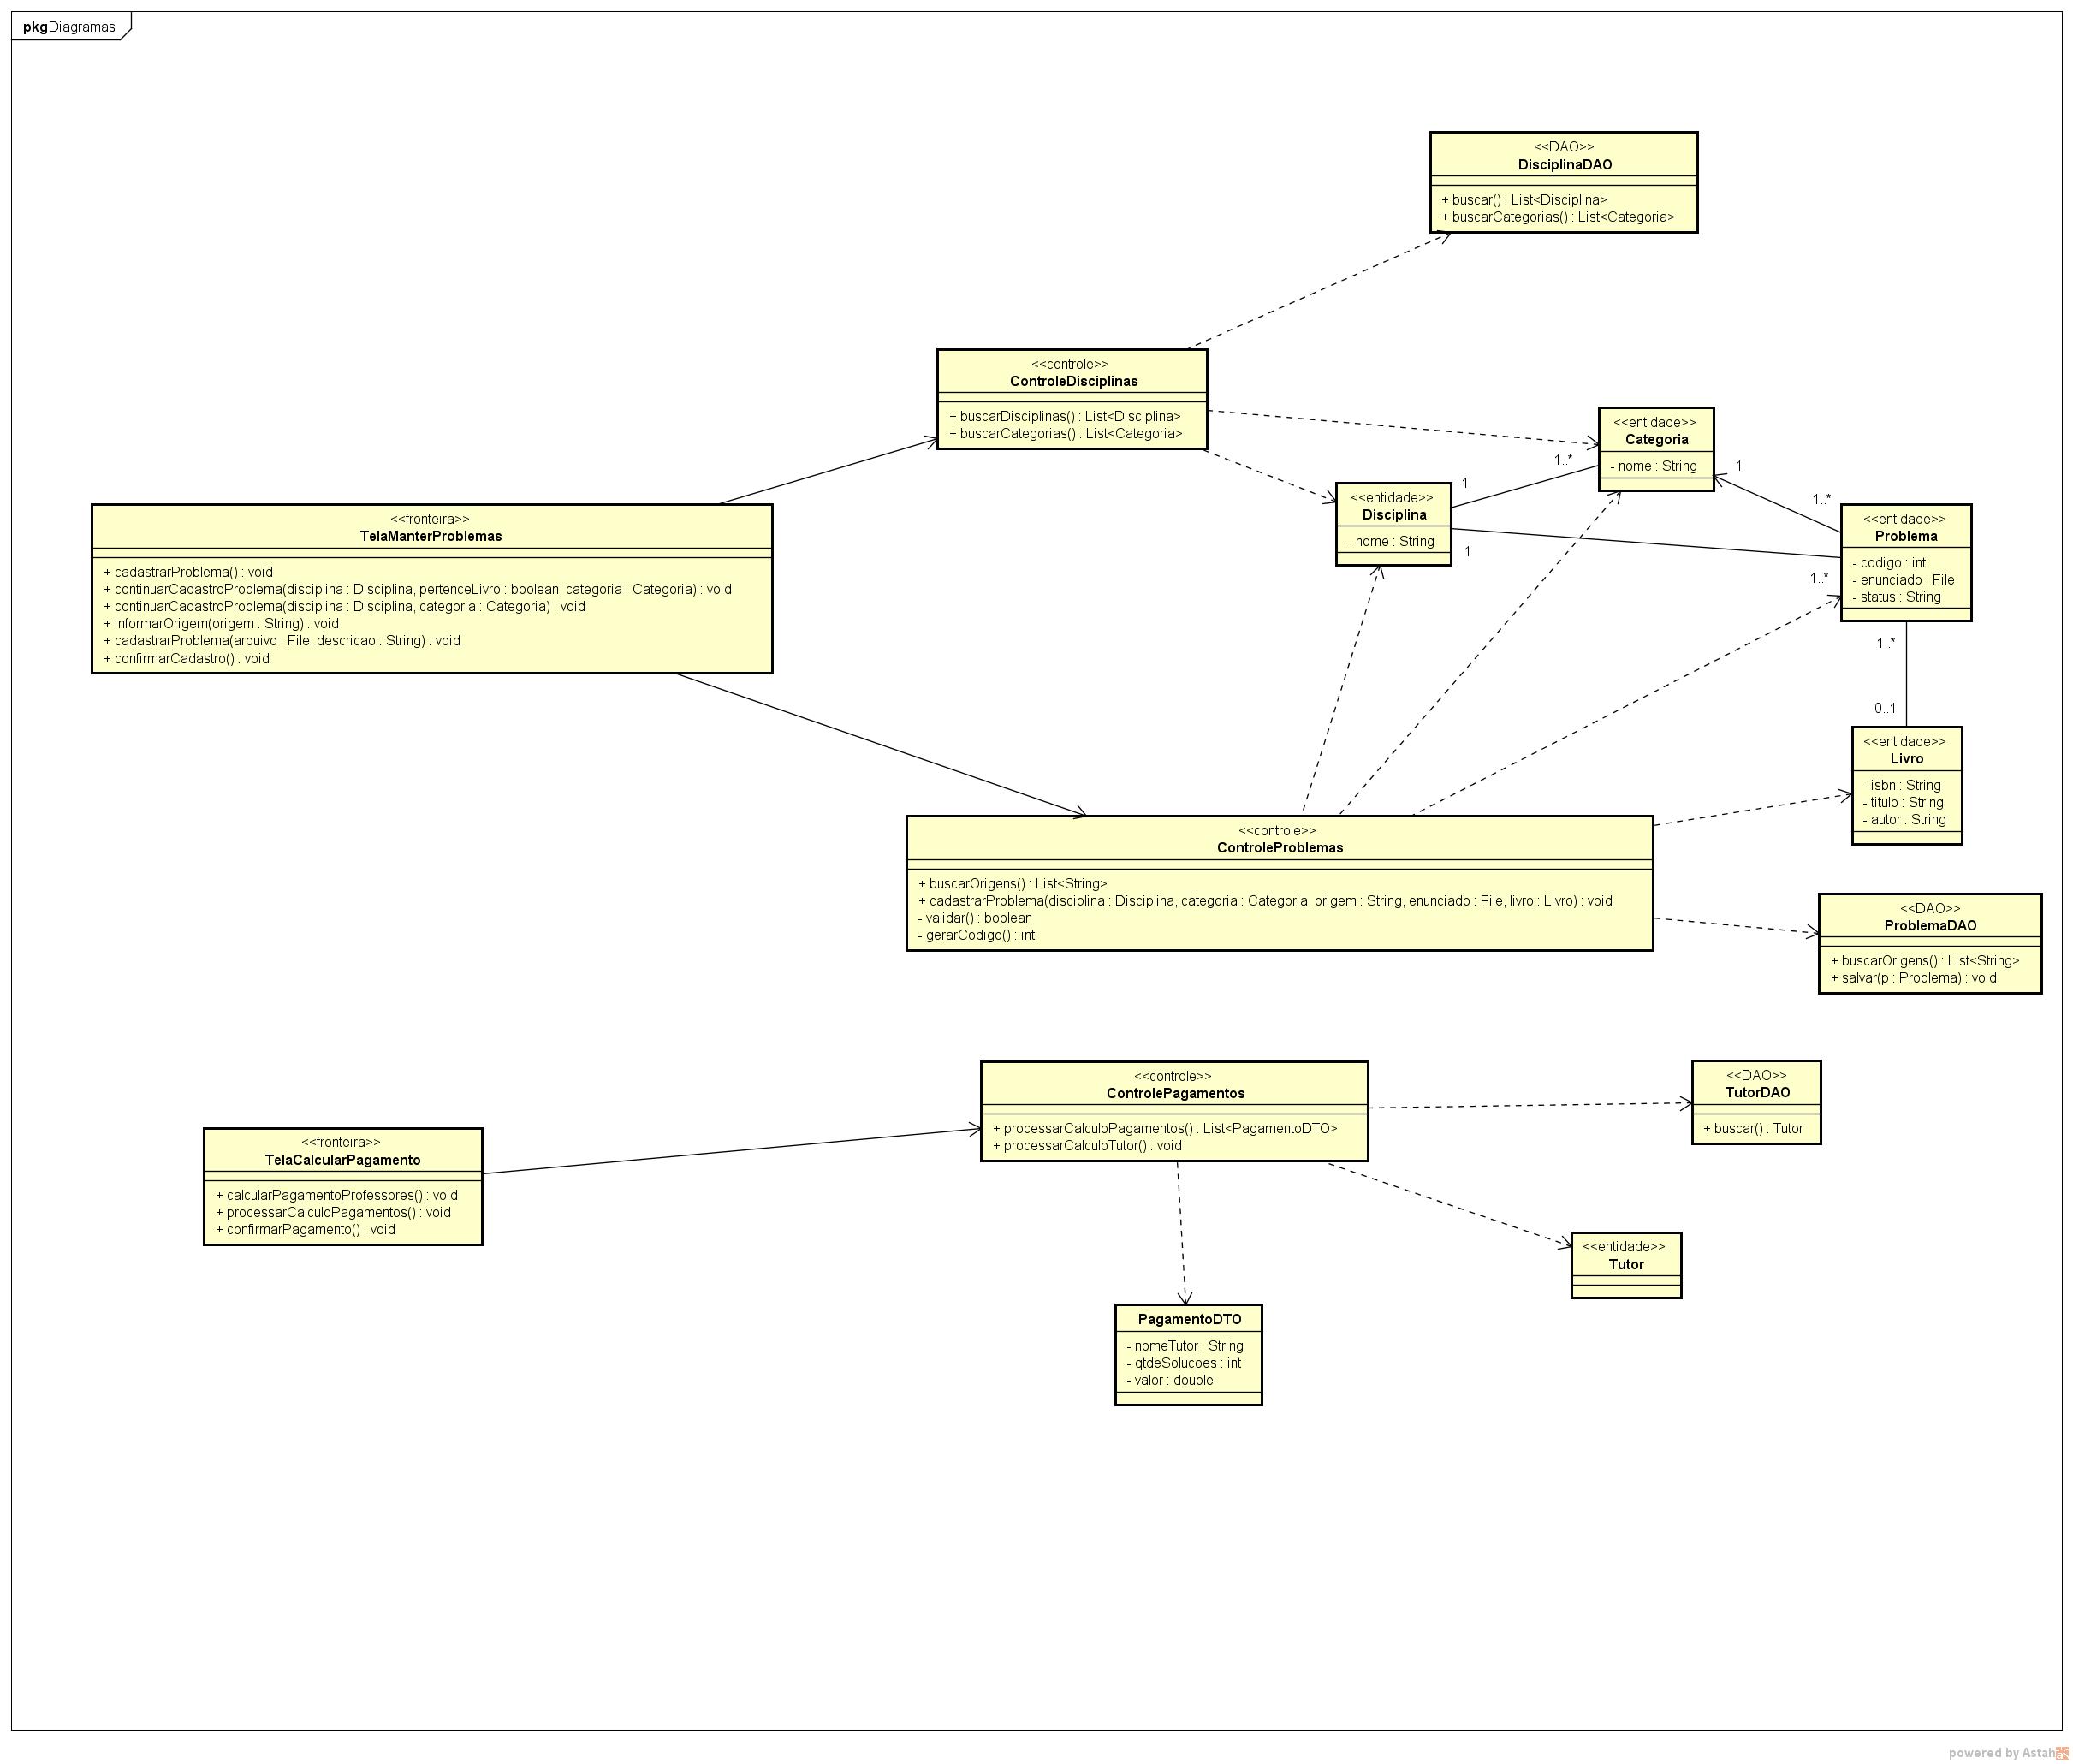 pkg Diagramas
<<DAO>>
DisciplinaDAO
+ buscar() : List<Disciplina>
+ buscarCategorias() : List<Categoria>
<<controle>>
ControleDisciplinas
+ buscarDisciplinas() : List<Disciplina>
+ buscarCategorias() : List<Categoria>
<<entidade>>
Categoria
- nome : String
1..*
1
1
<<entidade>>
Disciplina
- nome : String
1
1..*
<<entidade>>
Problema
- codigo : int
- enunciado : File
- status : String
1..*
1..*
0..1
<<fronteira>>
TelaManterProblemas
+ cadastrarProblema() : void
+ continuarCadastroProblema(disciplina : Disciplina, pertenceLivro : boolean, categoria : Categoria) : void
+ continuarCadastroProblema(disciplina : Disciplina, categoria : Categoria) : void
+ informarOrigem(origem : String) : void
+ cadastrarProblema(arquivo : File, descricao : String) : void
+ confirmarCadastro() : void
<<entidade>>
Livro
- isbn : String
- titulo : String
- autor : String
<<controle>>
ControleProblemas
+ buscarOrigens() : List<String>
+ cadastrarProblema(disciplina : Disciplina, categoria : Categoria, origem : String, enunciado : File, livro : Livro) : void
- validar() : boolean
- gerarCodigo() : int
<<DAO>>
ProblemaDAO
+ buscarOrigens() : List<String>
+ salvar(p : Problema) : void
<<controle>>
ControlePagamentos
+ processarCalculoPagamentos() : List<PagamentoDTO>
+ processarCalculoTutor() : void
<<DAO>>
TutorDAO
+ buscar() : Tutor
<<fronteira>>
TelaCalcularPagamento
+ calcularPagamentoProfessores() : void
+ processarCalculoPagamentos() : void
+ confirmarPagamento() : void
<<entidade>>
Tutor
PagamentoDTO
- nomeTutor : String
- qtdeSolucoes : int
- valor : double
powered by Astah